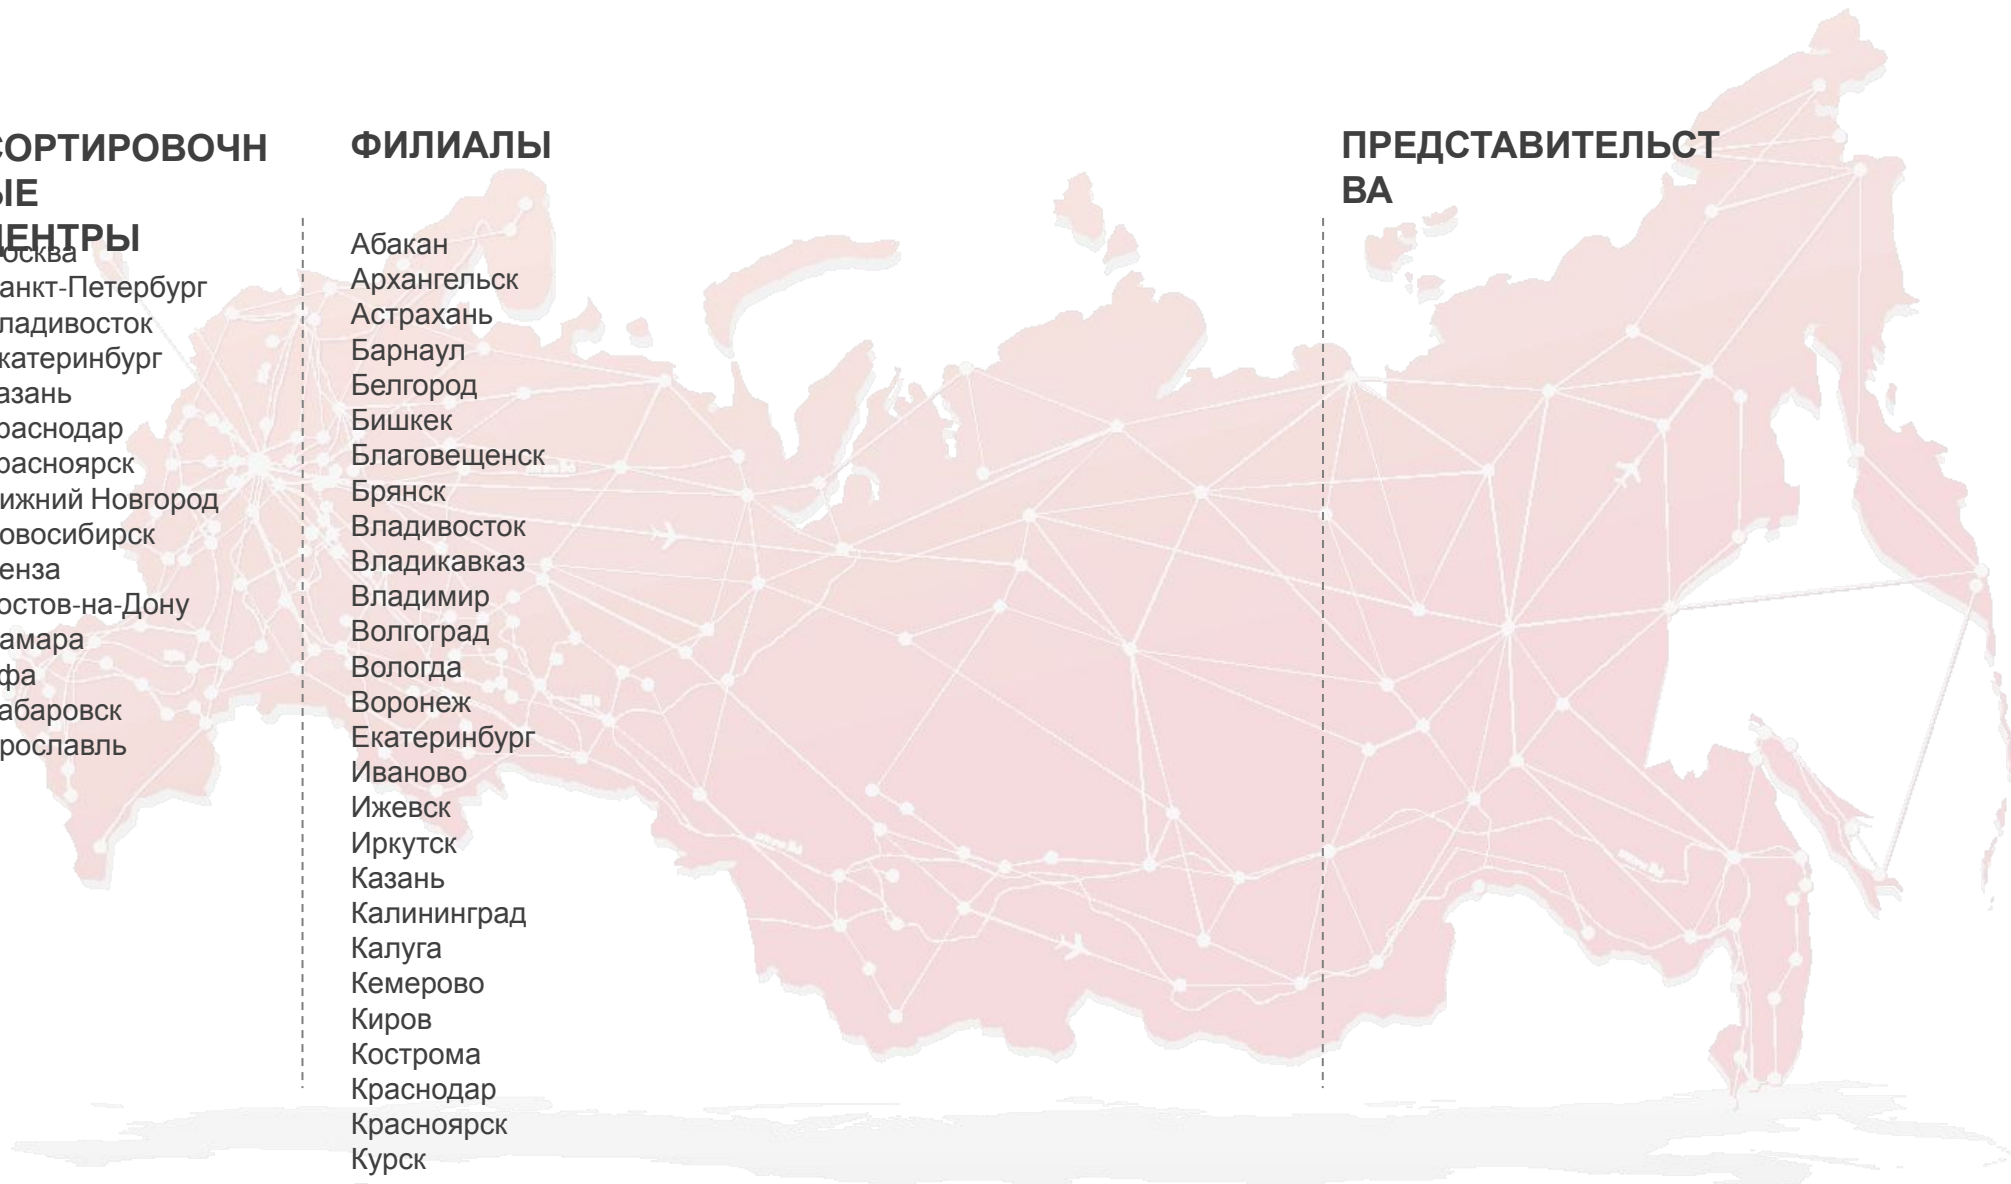 СОРТИРОВОЧН
ЫЕ
ЦЕНТРЫ
осква
анкт-Петербург
ладивосток
катеринбург
азань
раснодар
расноярск
ижний Новгород
овосибирск
енза
остов-на-Дону
амара
фа
абаровск
рославль
ФИЛИАЛЫ
Абакан
Архангельск
Астрахань
Барнаул
Белгород
Бишкек
Благовещенск
Брянск
Владивосток
Владикавказ
Владимир
Волгоград
Вологда
Воронеж
Екатеринбург
Иваново
Ижевск
Иркутск
Казань
Калининград
Калуга
Кемерово
Киров
Кострома
Краснодар
Красноярск
Курск
ПРЕДСТАВИТЕЛЬСТ
ВА